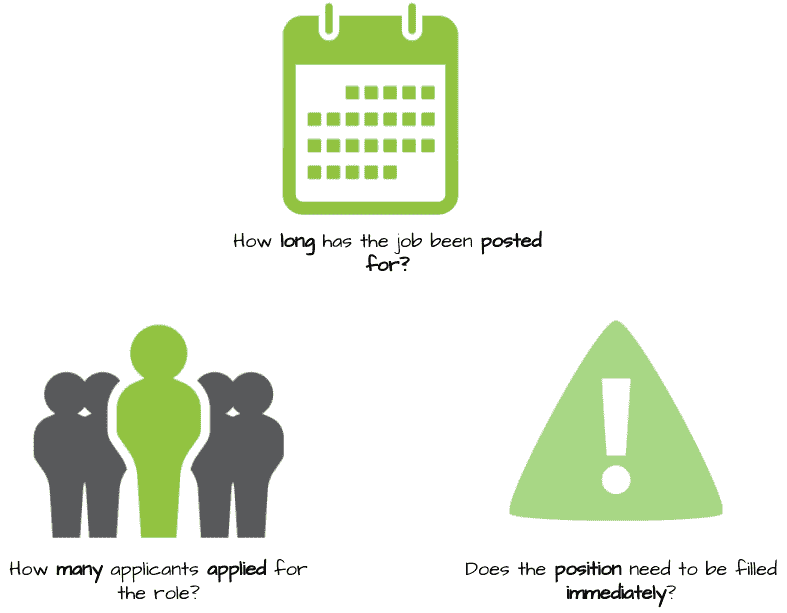 How long has the job been posted
for?
How many applicants applied for
the role?
Does the position need to be filled
immediately?